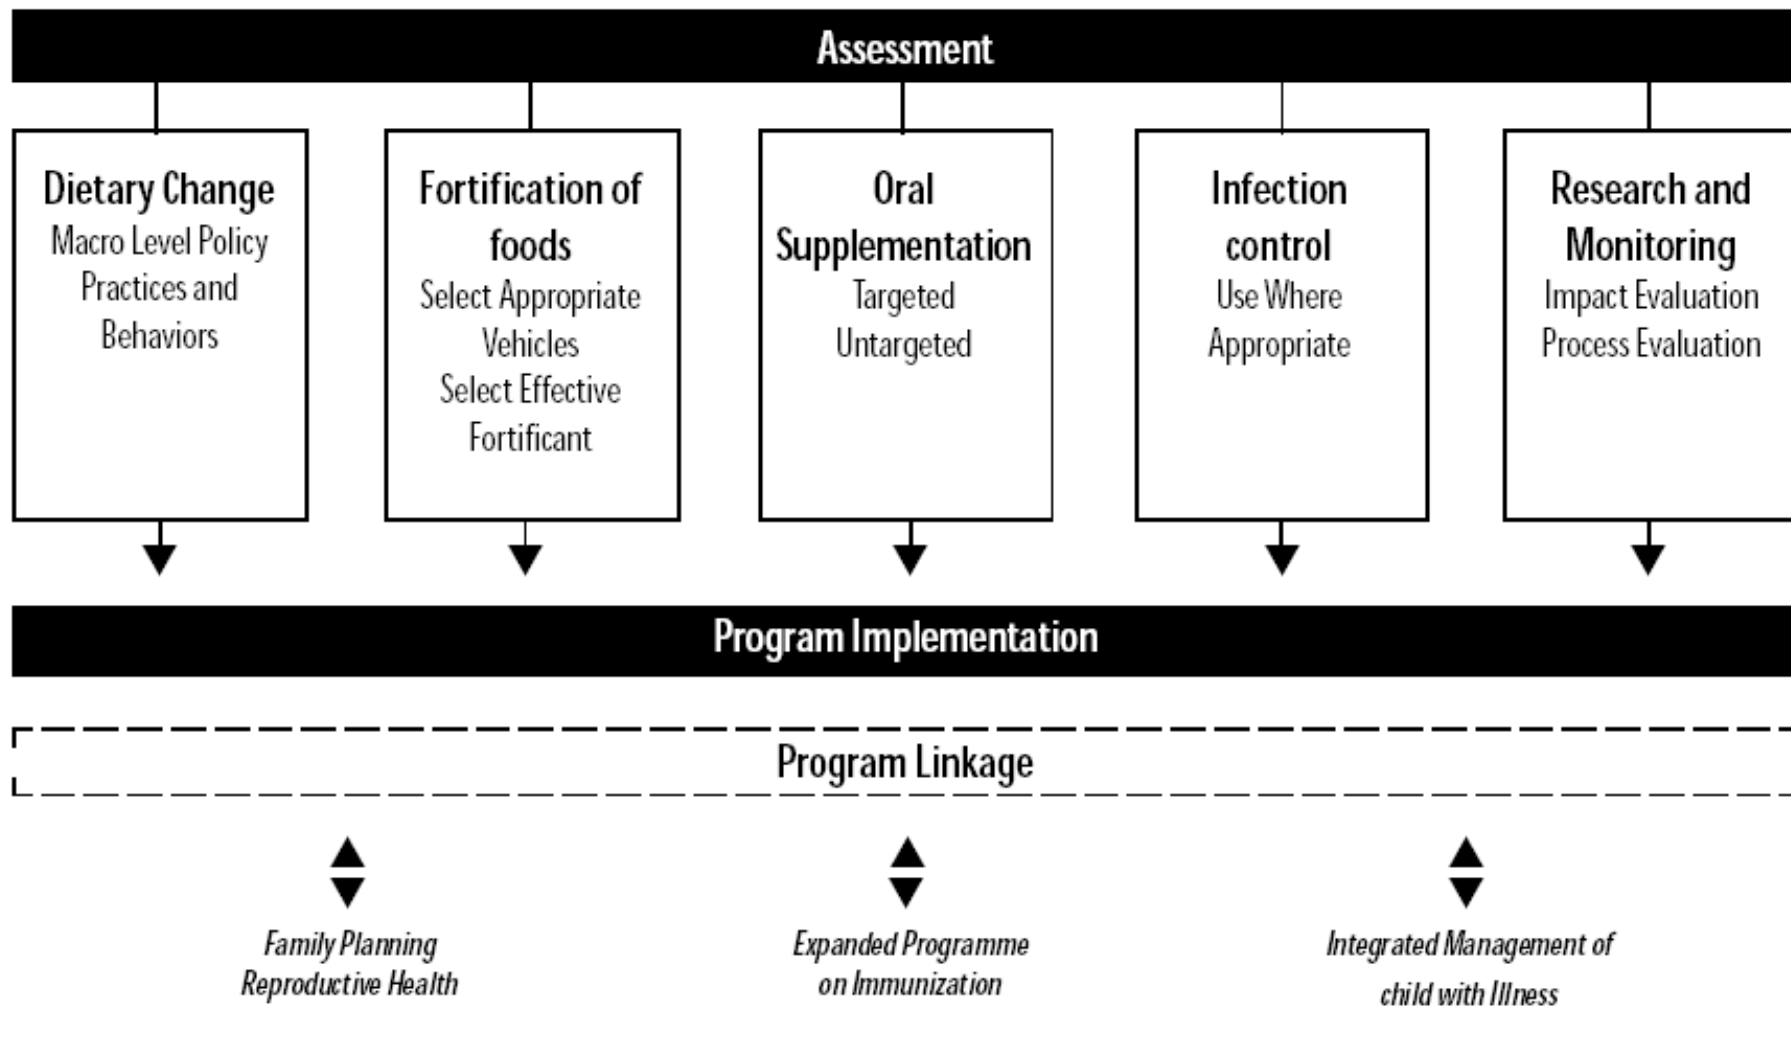 Assessment
Dietary Change
Macro Level Policy
Practices and
Behaviors
Fortification of
foods
Select Appropriate
Vehicles
Select Effective
Fortificant
Oral
Supplementation
Targeted
Untargeted
Infection
control
Use Where
Appropriate
Research and
Monitoring
Impact Evaluation
Process Evaluation
Program Implementation
Program Linkage
Family Planning
Reproductive Health
Expanded Programme
on Immunization
Integrated Management of
child with Illness